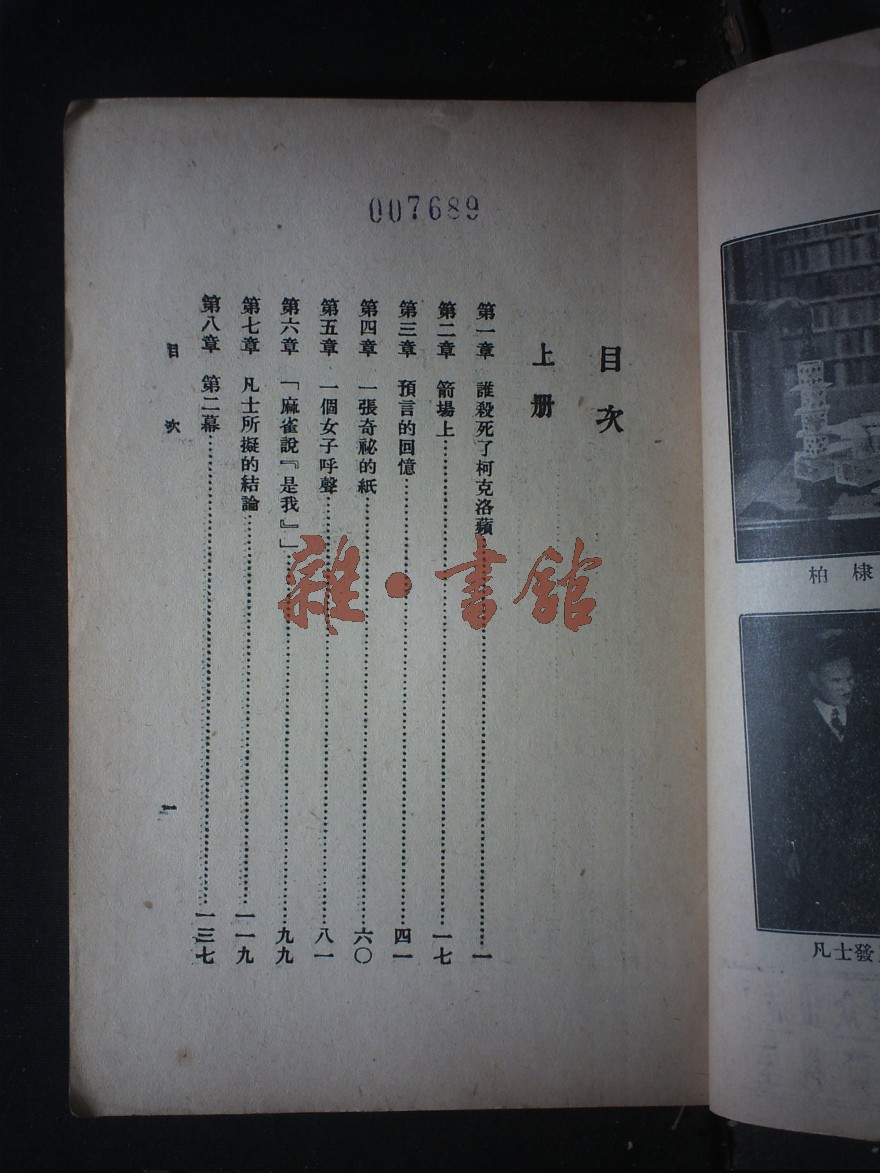 007689
目次
上册
第一章 誰殺死了柯克洛蘋…………一
第二章 箭場上…………一七
第三章 預言的回憶…………四一
第四章 一張奇祕的紙…………六〇
第五章 一個女子呼聲…………八一
第六章 「麻雀說『是我』」…………九九
第七章 凡士所擬的結論…………一一九
第八章 第二幕…………一三七
目次
一
雜·書館
柏棣
凡士發